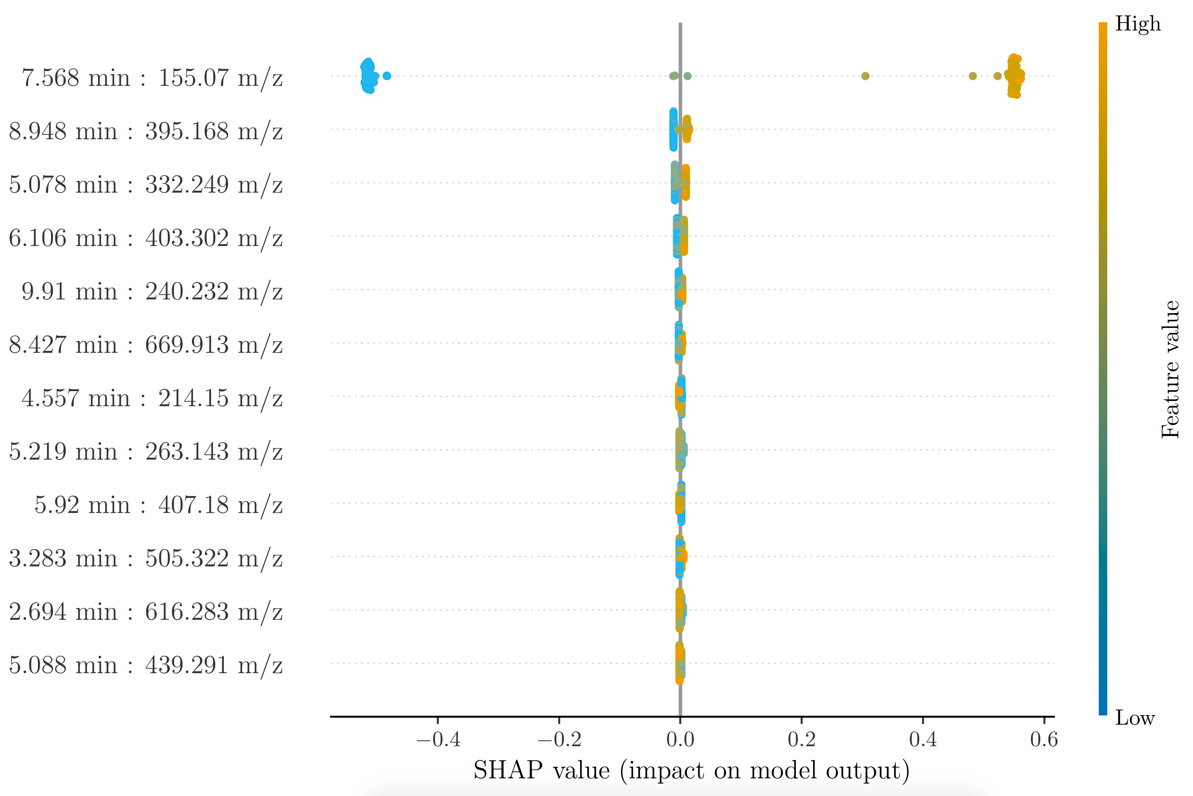 High
7.568 min : 155.07 m/z
8.948 min : 395.168 m/z
5.078 min : 332.249 m/z
6.106 min : 403.302 m/z
9.91 min : 240.232 m/z
8.427 min : 669.913 m/z
4.557 min : 214.15 m/z
5.219 min : 263.143 m/z
5.92 min : 407.18 m/z
3.283 min : 505.322 m/z
2.694 min : 616.283 m/z
5.088 min : 439.291 m/z
Feature value
Low
−0.4 −0.2 0.0 0.2 0.4 0.6
SHAP value (impact on model output)